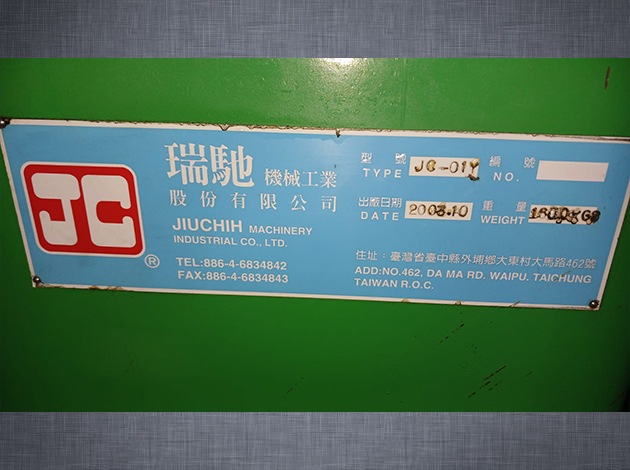 JC
®
瑞馳 機械工業
股份有限公司
JIUCHIH MACHINERY
INDUSTRIAL CO., LTD.
TEL:886-4-6834842
FAX:886-4-6834843
型號 編號
TYPE JC-01Y NO.
出廠日期 重量
DATE 2003.10 WEIGHT
住址：臺灣省臺中縣外埔鄉大東村大馬路462號
ADD:NO.462, DA MA RD. WAIPU. TAICHUNG
TAIWAN R.O.C.